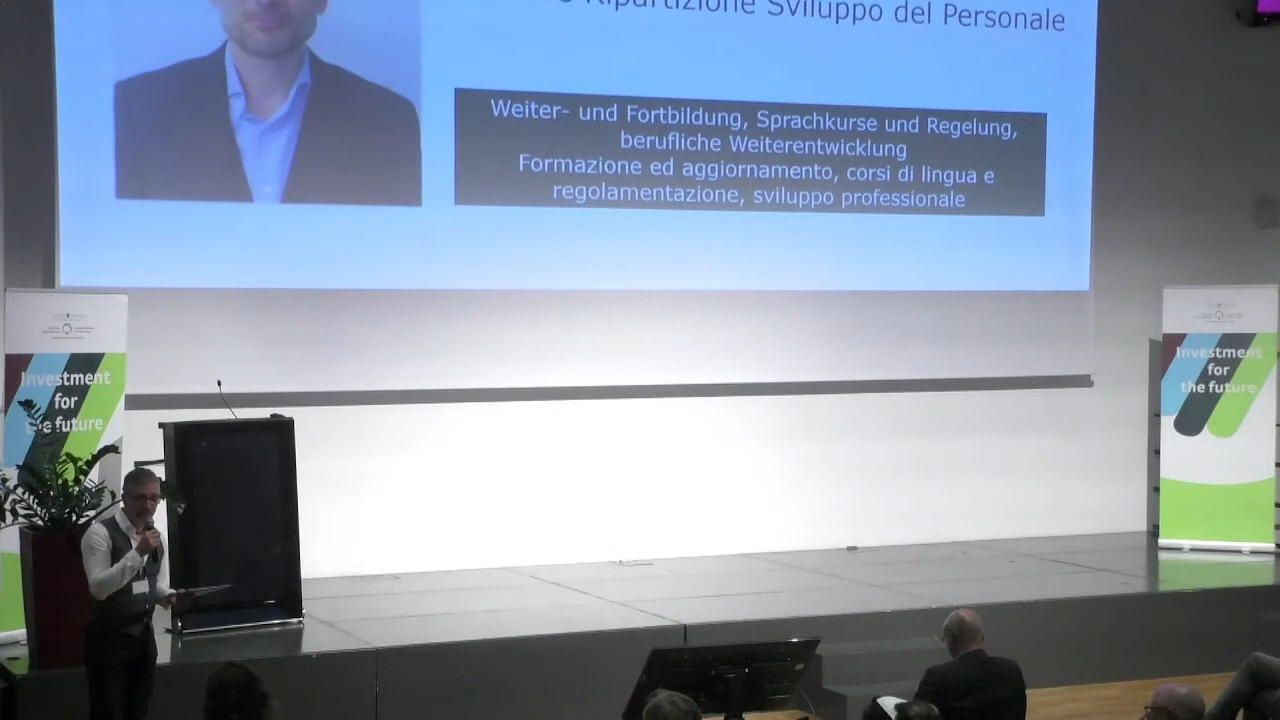 Ripartizione Sviluppo del Personale
Weiter- und Fortbildung, Sprachkurse und Regelung,
berufliche Weiterentwicklung
Formazione ed aggiornamento, corsi di lingua e
regolamentazione, sviluppo professionale
Investment
for
the future
Investment
for
the future